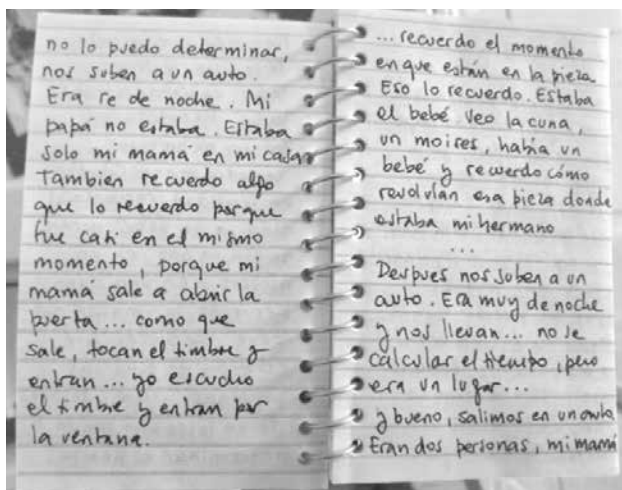 no lo puedo determinar,
nos suben a un auto.
Era re de noche. Mi
papá no estaba. Estaba
solo mi mamá en mi casa
También recuerdo algo
que lo recuerdo porque
fue casi en el mismo
momento, porque mi
mamá sale a abrir la
puerta... como que
sale, tocan el timbre y
entran... yo escucho
el timbre y entran por
la ventana.
... recuerdo el momento
en que están en la pieza
Eso lo recuerdo. Estaba
el bebé. Veo la cuna,
un moises, había un
bebé y recuerdo cómo
revolvían esa pieza donde
estaba mi hermano
...
Despues nos suben a un
auto. Era muy de noche
y nos llevan... no se
calcular el tiempo, pero
era un lugar...
y bueno, salimos en un auto.
Eran dos personas, mi mamá